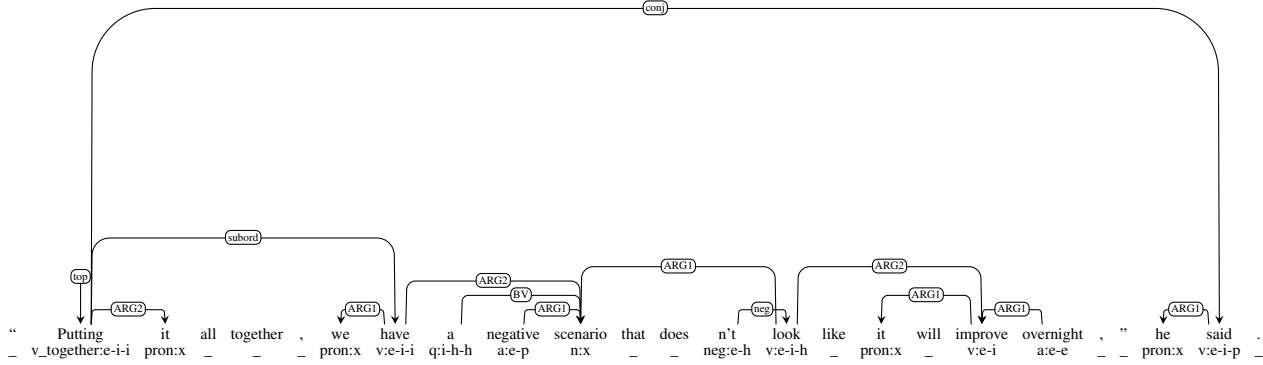 conj
subord
top
ARG1
ARG2
ARG2
BV
ARG2
ARG1
ARG1
neg
ARG1
ARG1
ARG1
ARG1
“ Putting it all together , we have a negative scenario that does n't look like it will improve overnight , ” he said .
_ v_together:e-i-i pron:x _ _ _ pron:x v:e-i-i q:i-h-h a:e-p n:x _ _ neg:e-h v:e-i-h _ pron:x _ v:e-i a:e-e _ _ pron:x v:e-i-p _